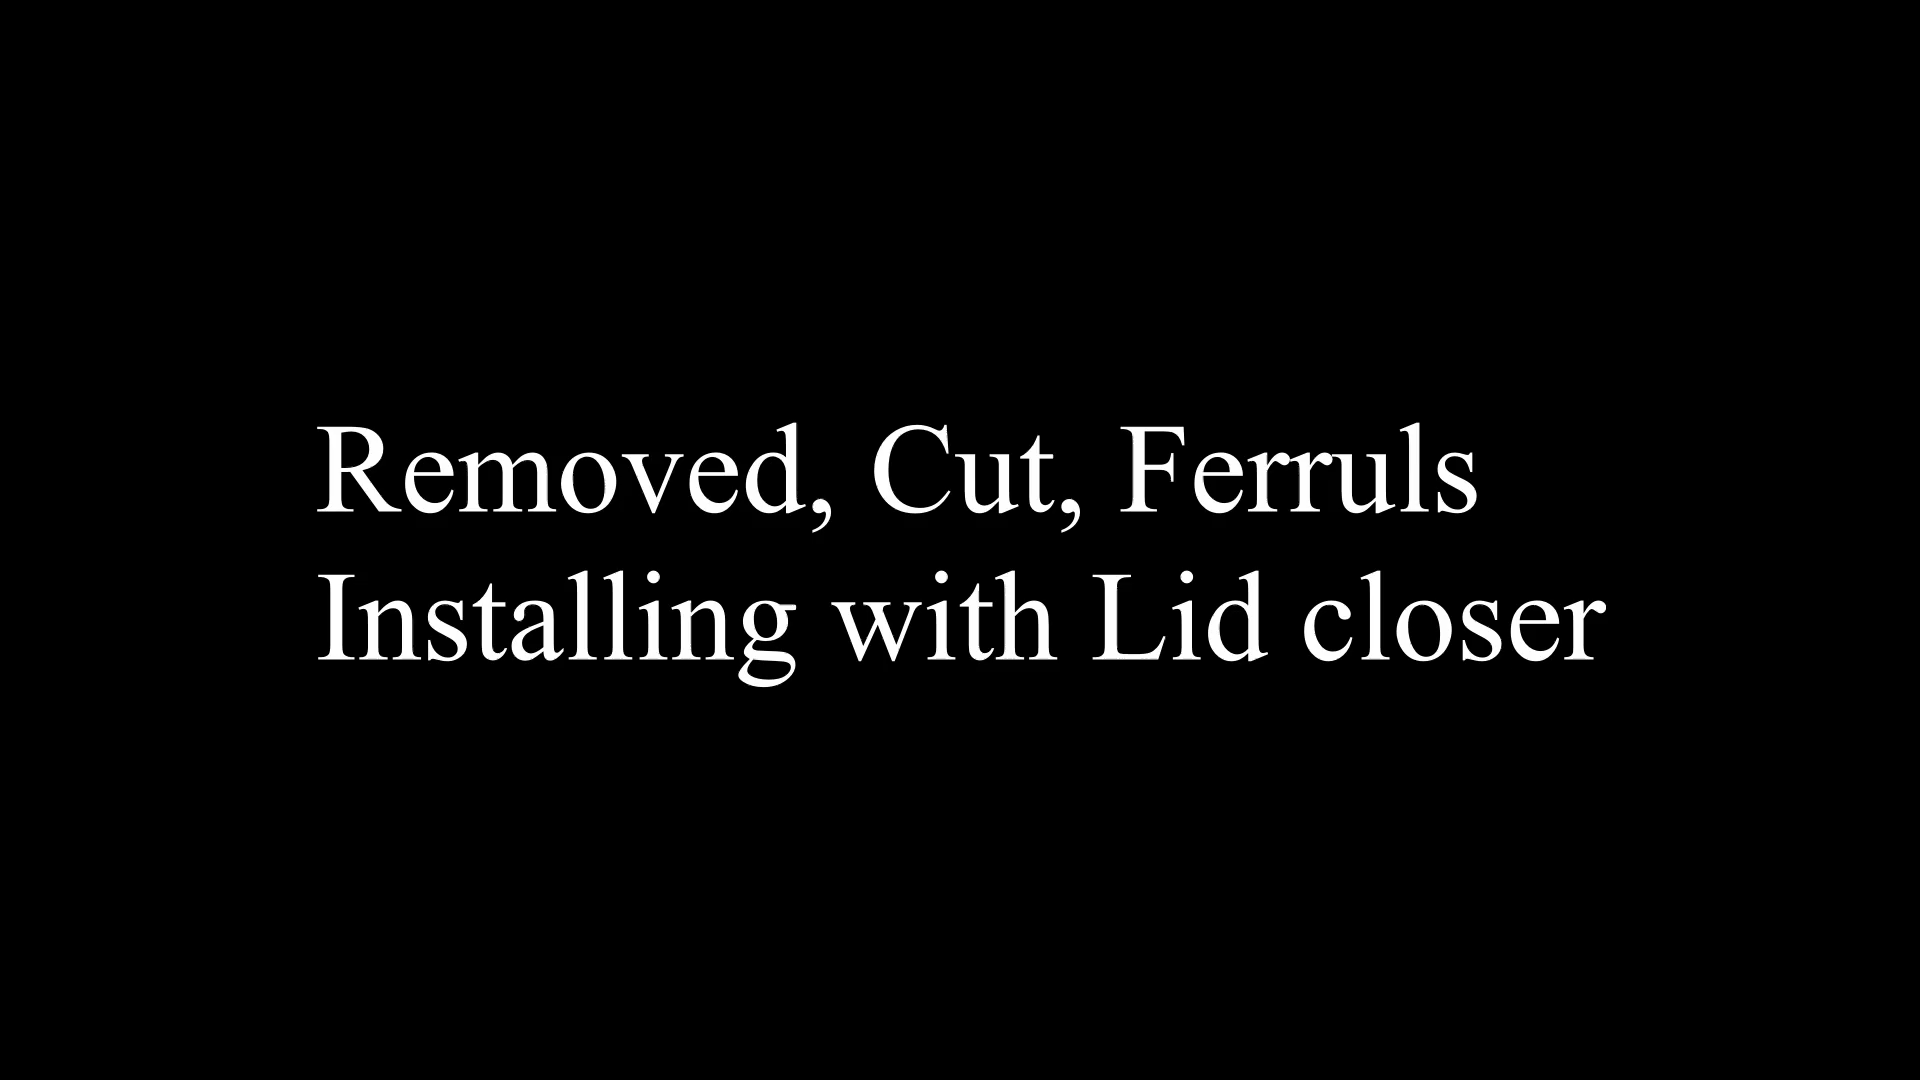 Removed, Cut, Ferruls
Installing with Lid closer